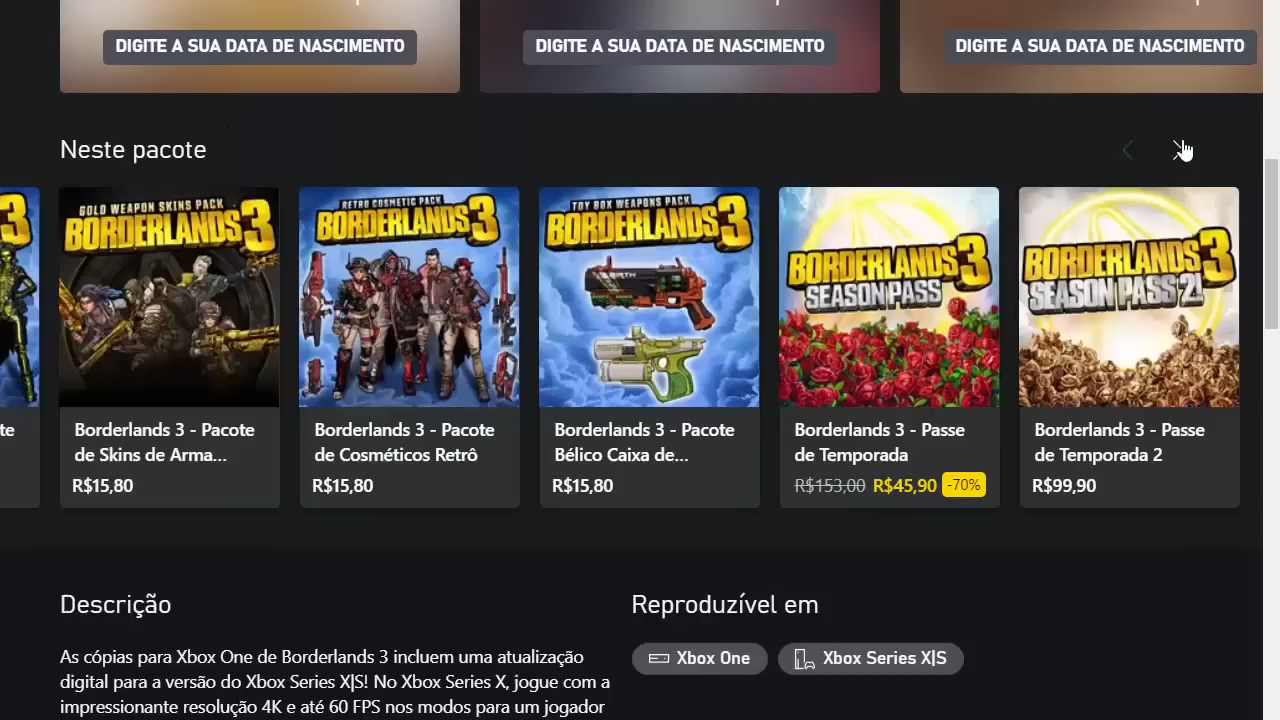 DIGITE A SUA DATA DE NASCIMENTO
DIGITE A SUA DATA DE NASCIMENTO
DIGITE A SUA DATA DE NASCIMENTO
Neste pacote
3
GOLD WEAPON SKINS PACK
BORDERLANDS 3
RETRO COSMETIC PACK
BORDERLANDS 3
TOY BOX WEAPONS PACK
BORDERLANDS 3
BORDERLANDS 3
SEASON PASS
BORDERLANDS 3
SEASON PASS 2!
te
Borderlands 3 - Pacote
de Skins de Arma...
R$15,80
Borderlands 3 - Pacote
de Cosméticos Retrô
R$15,80
Borderlands 3 - Pacote
Bélico Caixa de...
R$15,80
Borderlands 3 - Passe
de Temporada
R$153,00 R$45,90 -70%
Borderlands 3 - Passe
de Temporada 2
R$99,90
Descrição
As cópias para Xbox One de Borderlands 3 incluem uma atualização
digital para a versão do Xbox Series X|S! No Xbox Series X, jogue com a
impressionante resolução 4K e até 60 FPS nos modos para um jogador
Reproduzível em
Xbox One
Xbox Series X|S